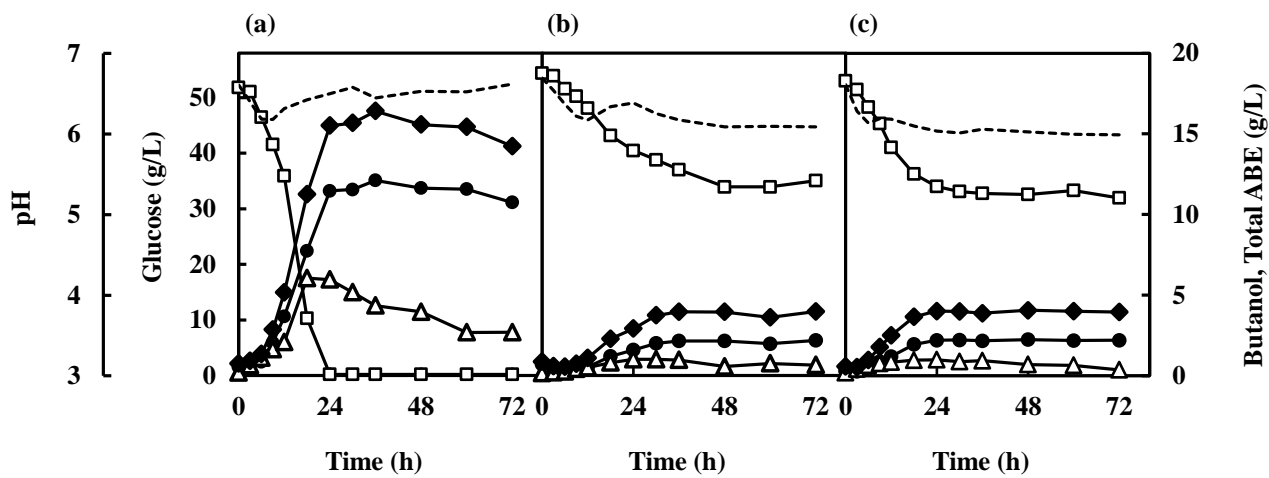 (a) (b) (c)
7
6
5
4
3
pH
50
40
30
20
10
0
Glucose (g/L)
20
15
10
5
0
Butanol, Total ABE (g/L)
0 24 48 72 0 24 48 72 0 24 48 72
Time (h) Time (h) Time (h)